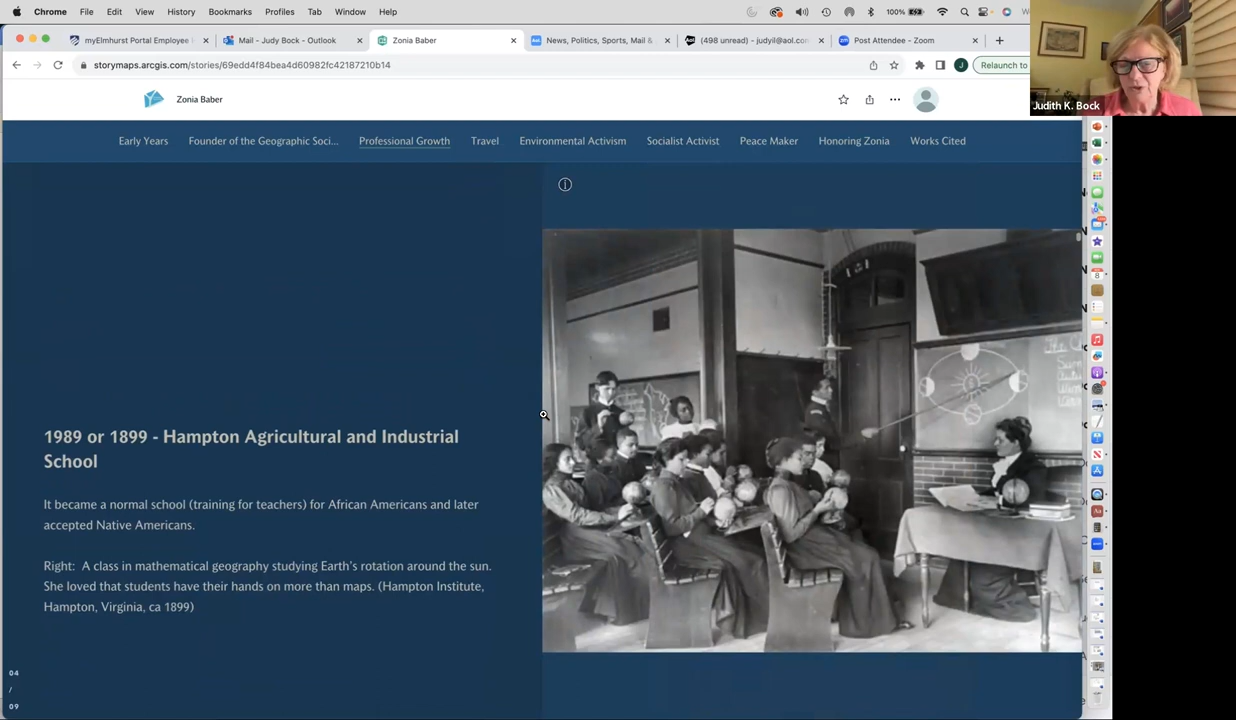 Chrome File Edit View History Bookmarks Profiles Tab Window Help 100%
myElmhurst Portal Employee Mail - Judy Bock - Outlook Zonia Baber News, Politics, Sports, Mail & (498 unread) - judyil@aol.com Post Attendee - Zoom
storymaps.arcgis.com/stories/69edd4f84bea4d60982fc42187210b14 J Relaunch to
Judith K. Bock
Zonia Baber
Early Years Founder of the Geographic Soci... Professional Growth Travel Environmental Activism Socialist Activist Peace Maker Honoring Zonia Works Cited
1989 or 1899 - Hampton Agricultural and Industrial
School
It became a normal school (training for teachers) for African Americans and later
accepted Native Americans.
Right: A class in mathematical geography studying Earth's rotation around the sun.
She loved that students have their hands on more than maps. (Hampton Institute,
Hampton, Virginia, ca 1899)
04
/
09